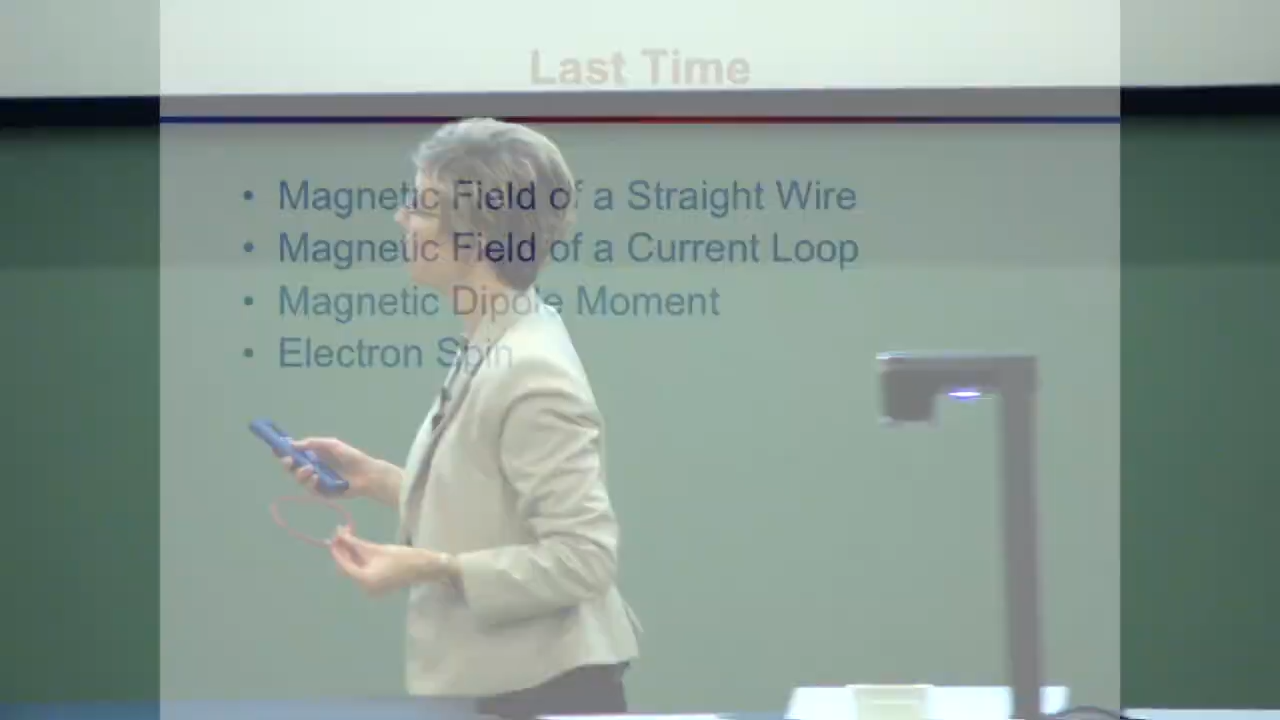 Last Time
• Magnetic Field of a Straight Wire
• Magnetic Field of a Current Loop
• Magnetic Dipole Moment
• Electron Spin